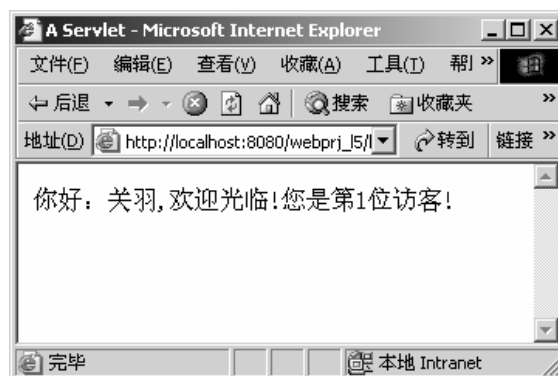 A Servlet - Microsoft Internet Explorer
文件(F) 编辑(E) 查看(V) 收藏(A) 工具(T) 帮 »
后退 搜索 收藏夹 »
地址(D) http://localhost:8080/webprj_l5/ 转到 链接 »
你好：关羽,欢迎光临!您是第1位访客!
完毕 本地 Intranet